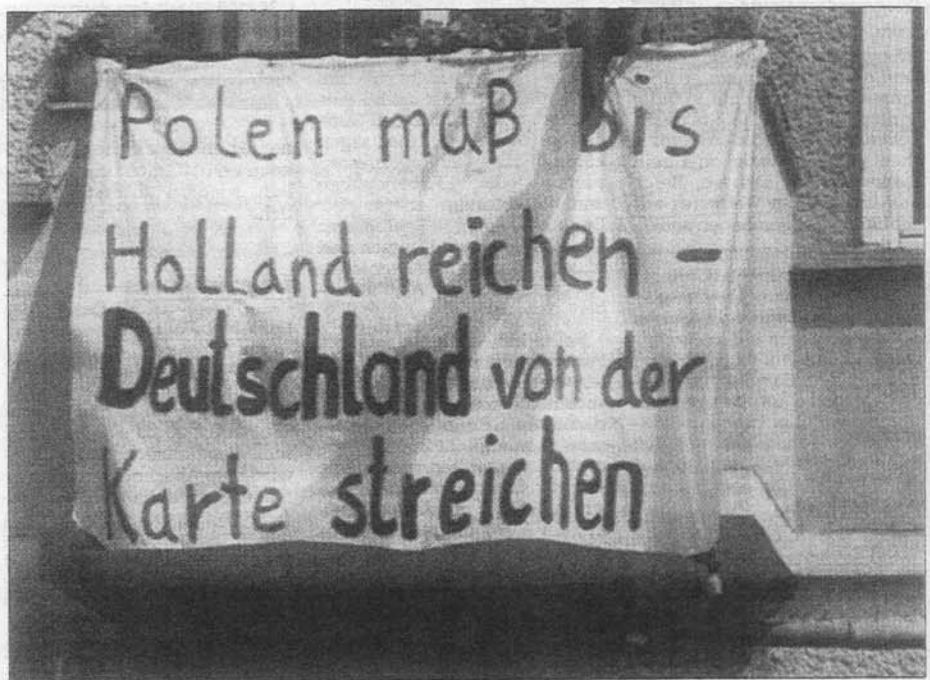 Polen muß bis
Holland reichen –
Deutschland von der
Karte streichen